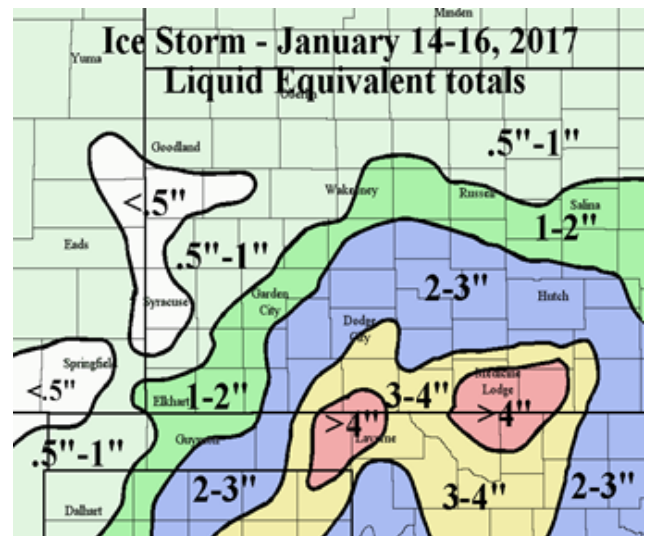 Minden
Ice Storm - January 14-16, 2017
Yuma
Liquid Equivalent totals
Oberlin
.5"-1"
Goodland
Wakeeney
Russell
<.5"
Salina
1-2"
Eads
.5"-1"
2-3"
Garden
City
Hutch
Syracuse
Dodge
City
Springfield
Medicine
Lodge
<.5"
Elkhart
1-2"
3-4"
>4"
>4"
Guymon
Laverne
.5"-1"
2-3"
3-4"
2-3"
Dalhart